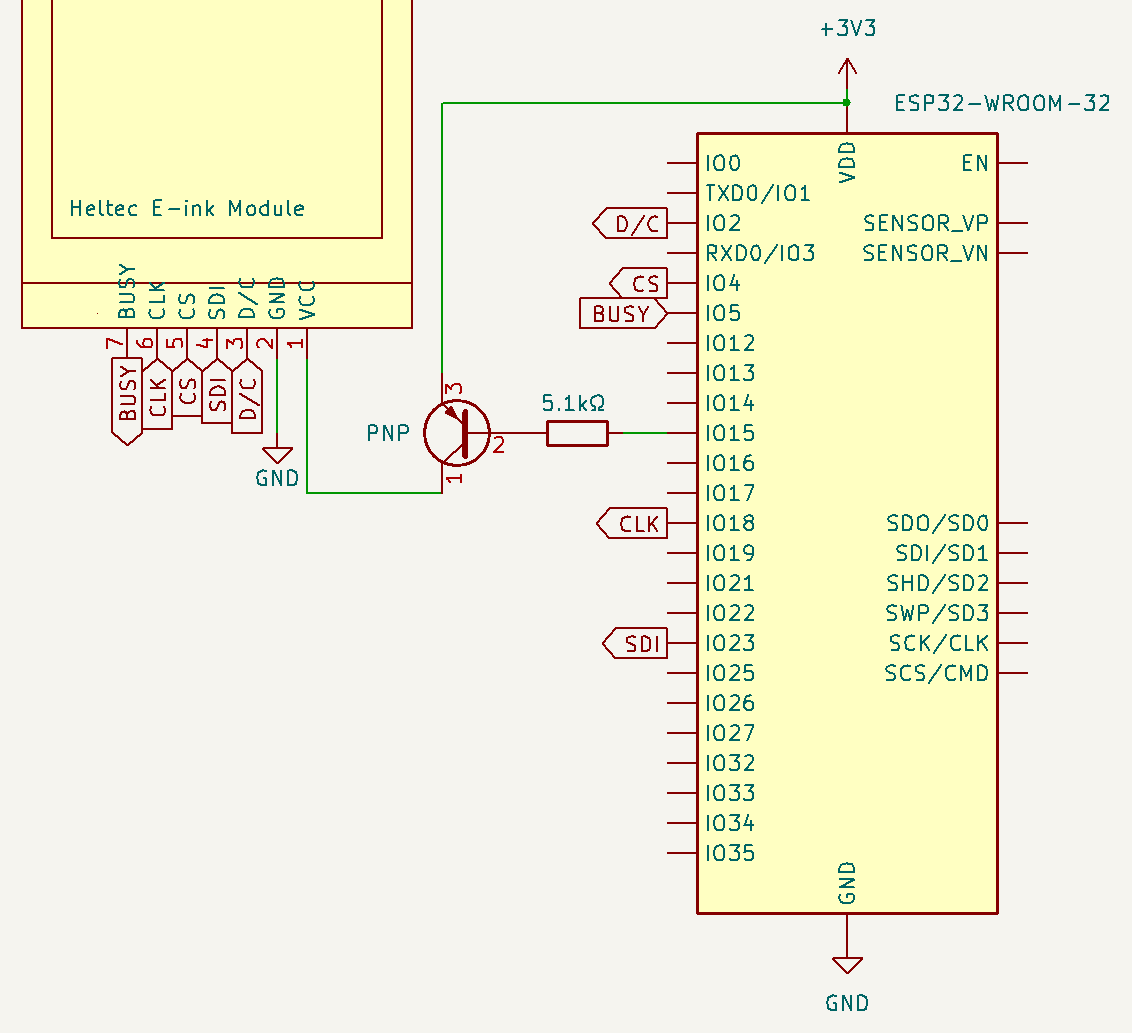 +3V3
ESP32-WROOM-32
VDD
IO0
EN
TXD0/IO1
D/C
IO2
SENSOR_VP
RXD0/IO3
SENSOR_VN
CS
IO4
BUSY
IO5
IO12
IO13
IO14
IO15
IO16
IO17
CLK
IO18
SDO/SD0
IO19
SDI/SD1
IO21
SHD/SD2
IO22
SWP/SD3
SDI
IO23
SCK/CLK
IO25
SCS/CMD
IO26
IO27
IO32
IO33
IO34
IO35
GND
GND
Heltec E-ink Module
BUSY
CLK
CS
SDI
D/C
GND
VCC
7
6
5
4
3
2
1
BUSY
CLK
CS
SDI
D/C
GND
PNP
3
2
1
5.1kΩ